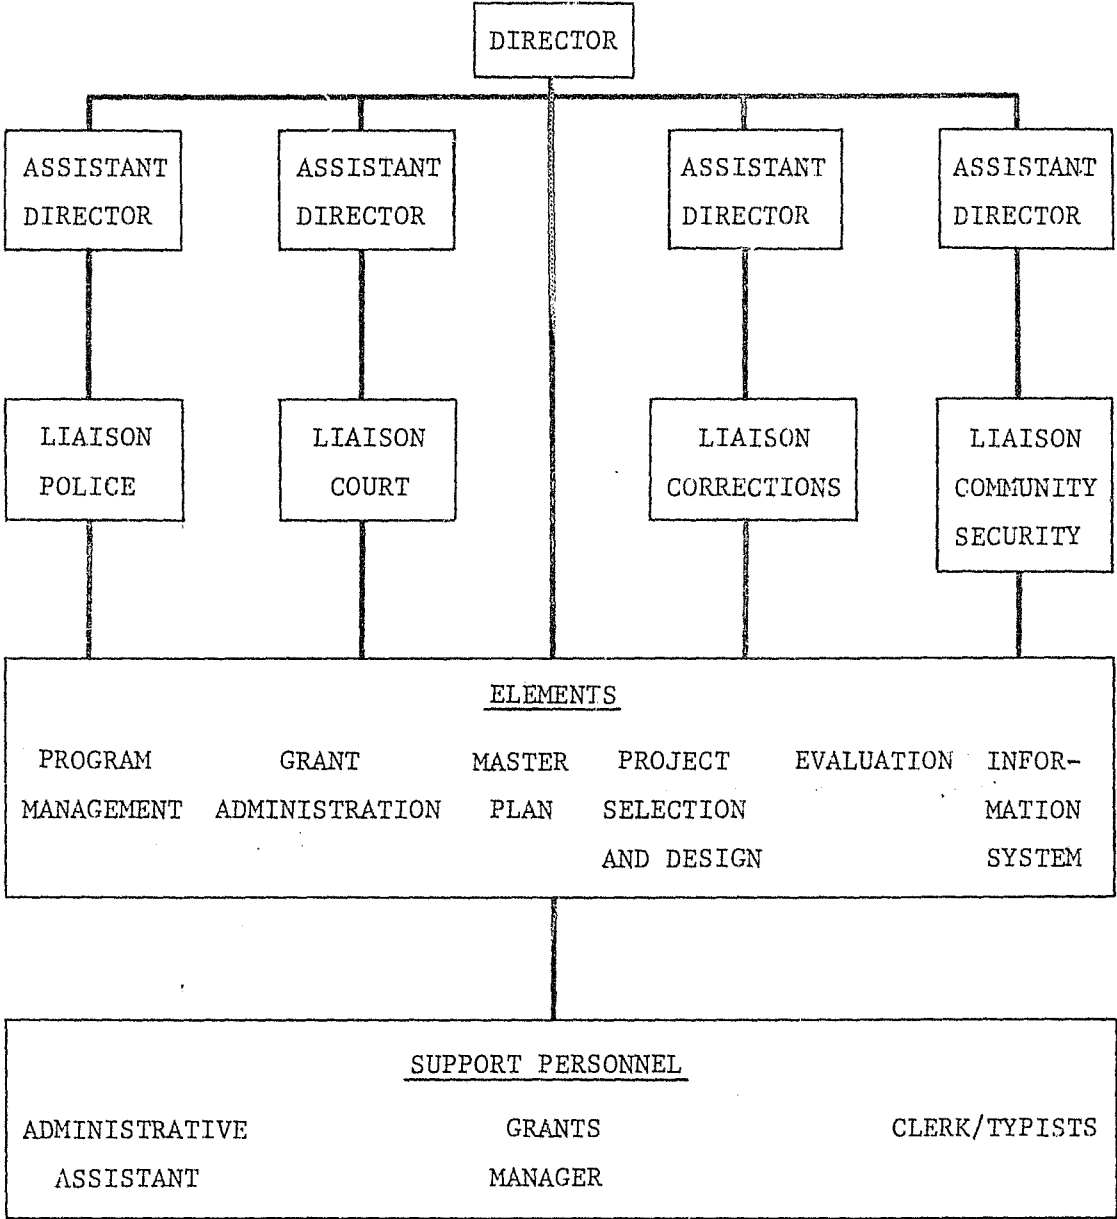 DIRECTOR
ASSISTANT
DIRECTOR
ASSISTANT
DIRECTOR
ASSISTANT
DIRECTOR
ASSISTANT
DIRECTOR
LIAISON
POLICE
LIAISON
COURT
LIAISON
CORRECTIONS
LIAISON
COMMUNITY
SECURITY
ELEMENTS
PROGRAM
MANAGEMENT
GRANT
ADMINISTRATION
MASTER
PLAN
PROJECT
SELECTION
AND DESIGN
EVALUATION
INFOR-
MATION
SYSTEM
SUPPORT PERSONNEL
ADMINISTRATIVE
ASSISTANT
GRANTS
MANAGER
CLERK/TYPISTS